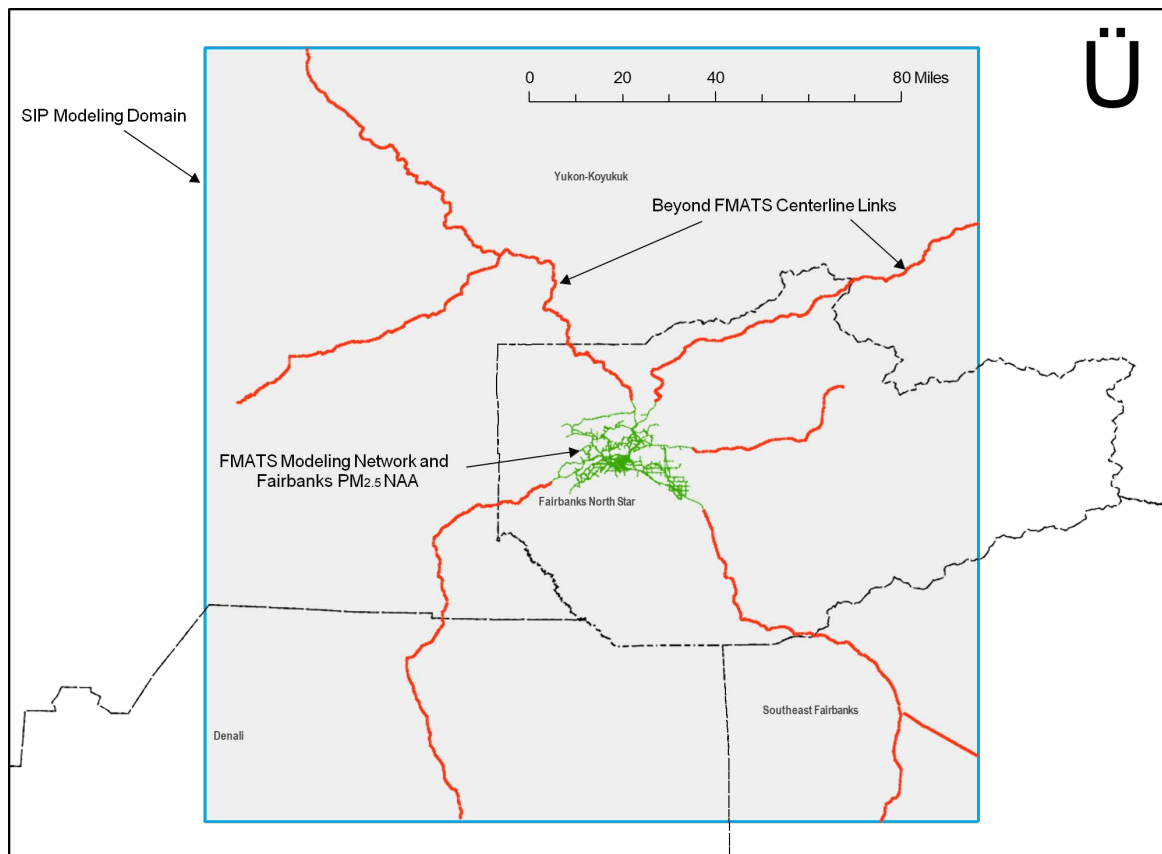 Ü
0 20 40 80 Miles
SIP Modeling Domain
Yukon-Koyukuk
Beyond FMATS Centerline Links
FMATS Modeling Network and
Fairbanks PM2.5 NAA
Fairbanks North Star
Southeast Fairbanks
Denali